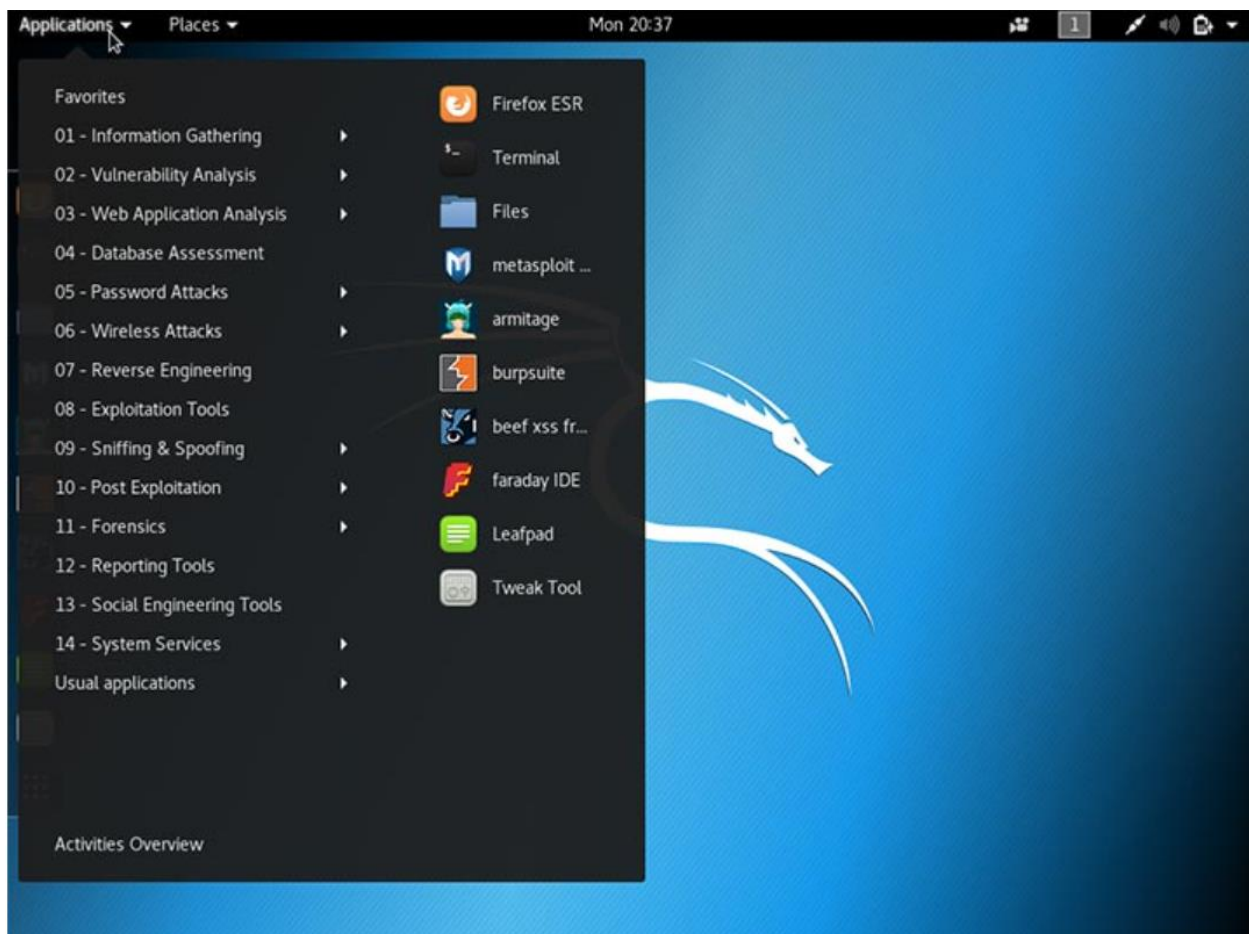 Applications
Places
Mon 20:37
1
Favorites
01 - Information Gathering
02 - Vulnerability Analysis
03 - Web Application Analysis
04 - Database Assessment
05 - Password Attacks
06 - Wireless Attacks
07 - Reverse Engineering
08 - Exploitation Tools
09 - Sniffing & Spoofing
10 - Post Exploitation
11 - Forensics
12 - Reporting Tools
13 - Social Engineering Tools
14 - System Services
Usual applications
Activities Overview
Firefox ESR
Terminal
Files
metasploit ...
armitage
burpsuite
beef xss fr...
faraday IDE
Leafpad
Tweak Tool